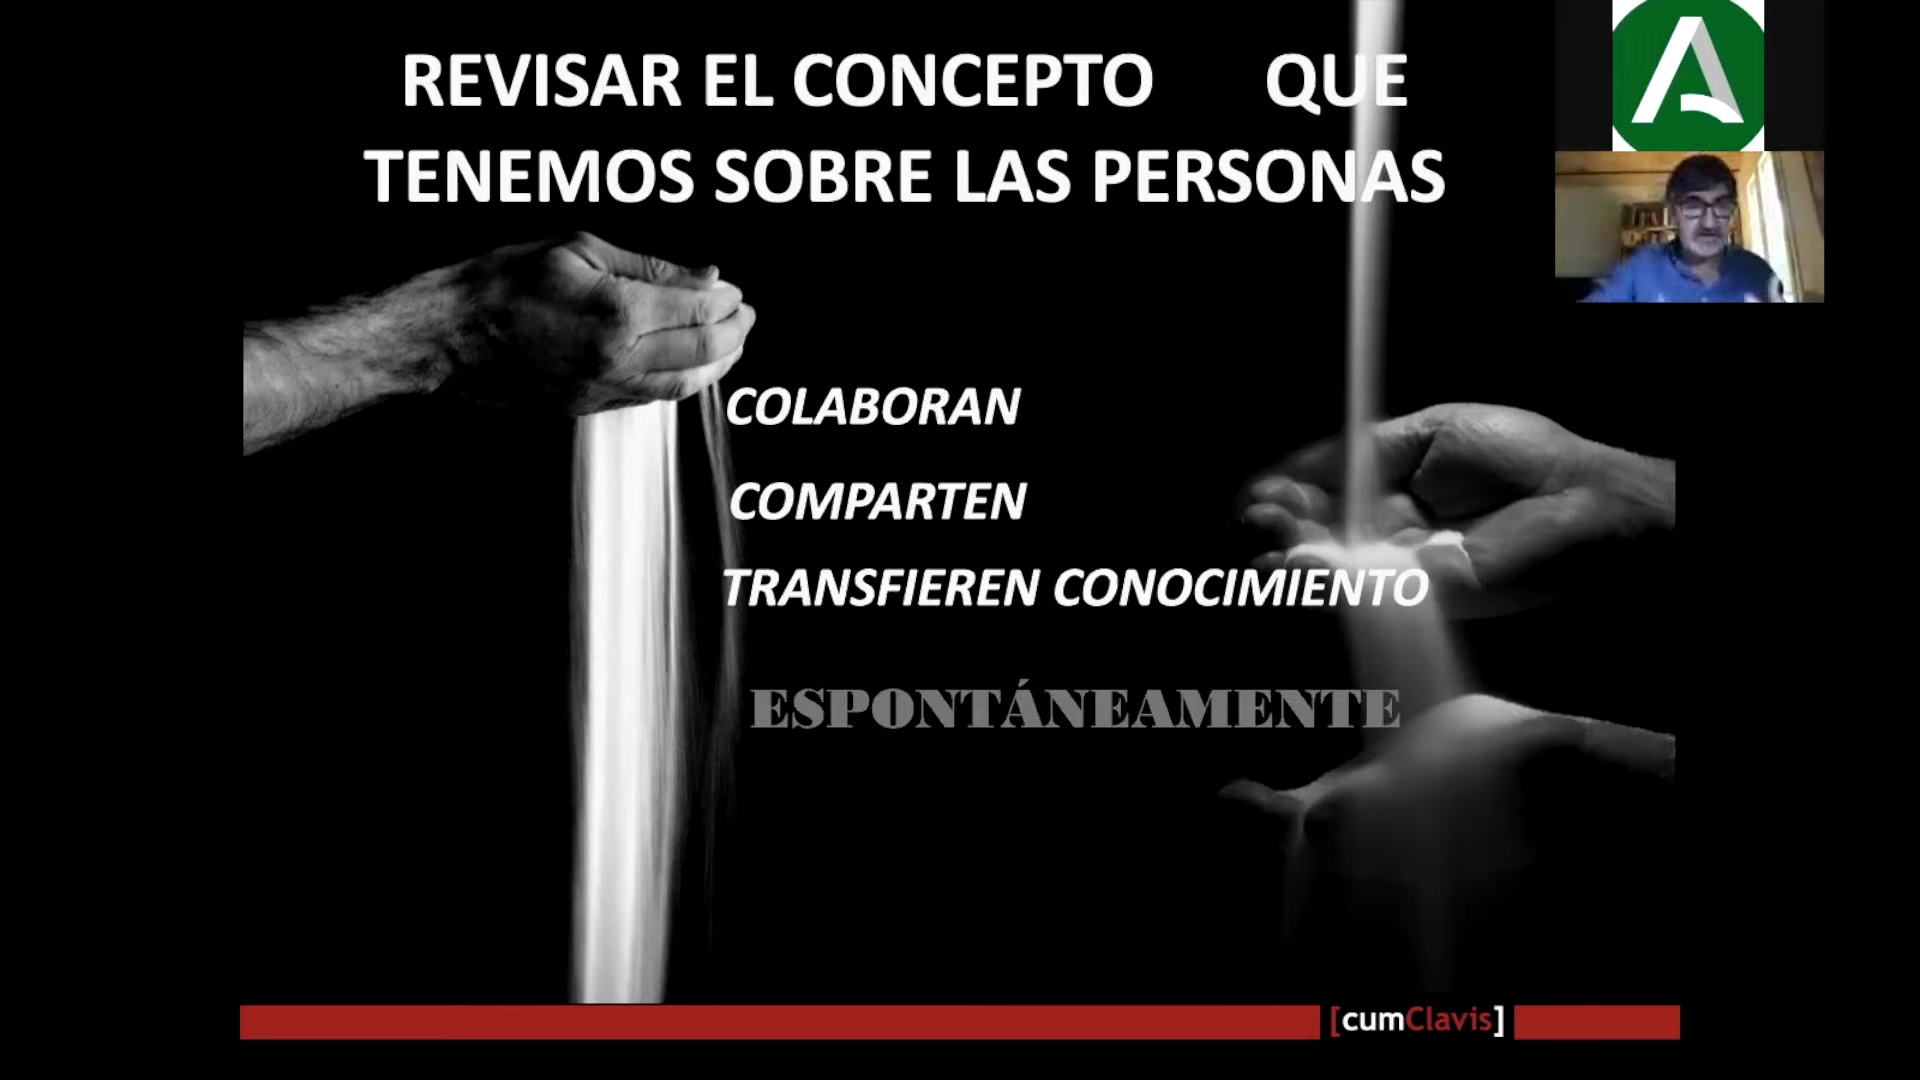 REVISAR EL CONCEPTO QUE
TENEMOS SOBRE LAS PERSONAS
COLABORAN
COMPARTEN
TRANSFIEREN CONOCIMIENTO
ESPONTÁNEAMENTE
[cumClavis]